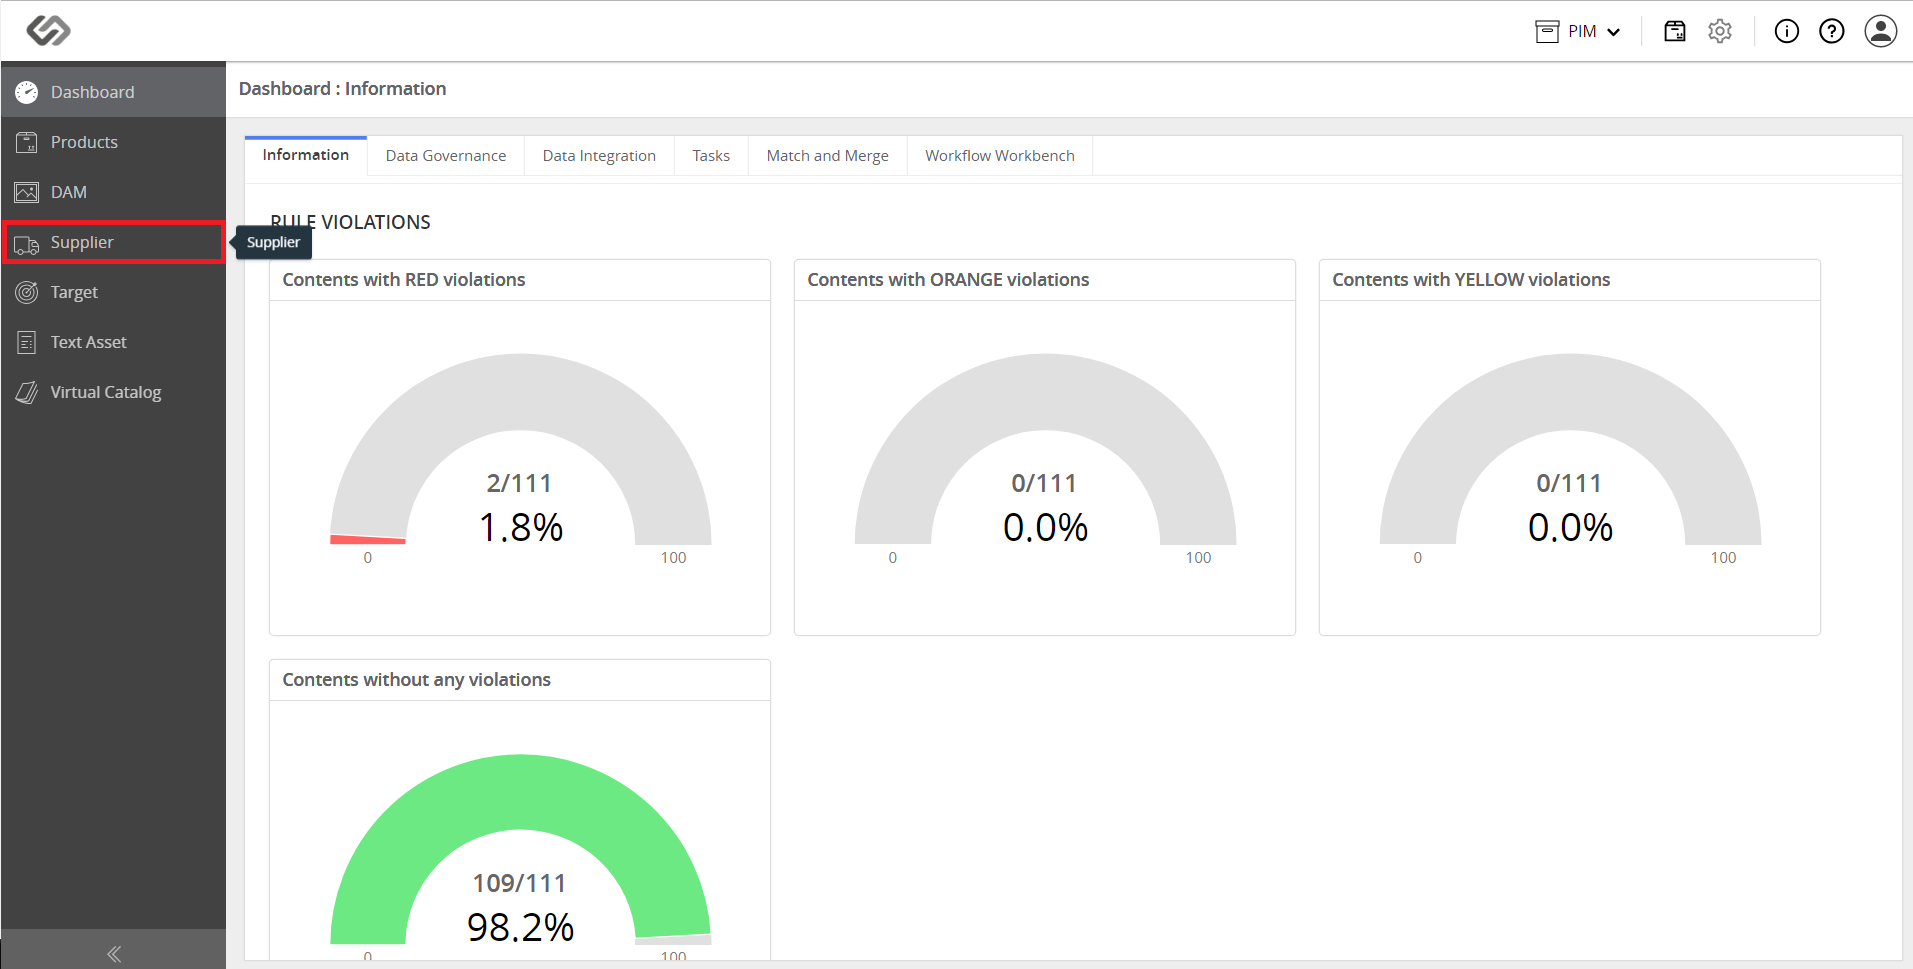 PIM
Dashboard
Products
DAM
Supplier
Target
Text Asset
Virtual Catalog
Supplier
Dashboard : Information
Information Data Governance Data Integration Tasks Match and Merge Workflow Workbench
RULE VIOLATIONS
Contents with RED violations
2/111
1.8%
0 100
Contents with ORANGE violations
0/111
0.0%
0 100
Contents with YELLOW violations
0/111
0.0%
0 100
Contents without any violations
109/111
98.2%
0 100